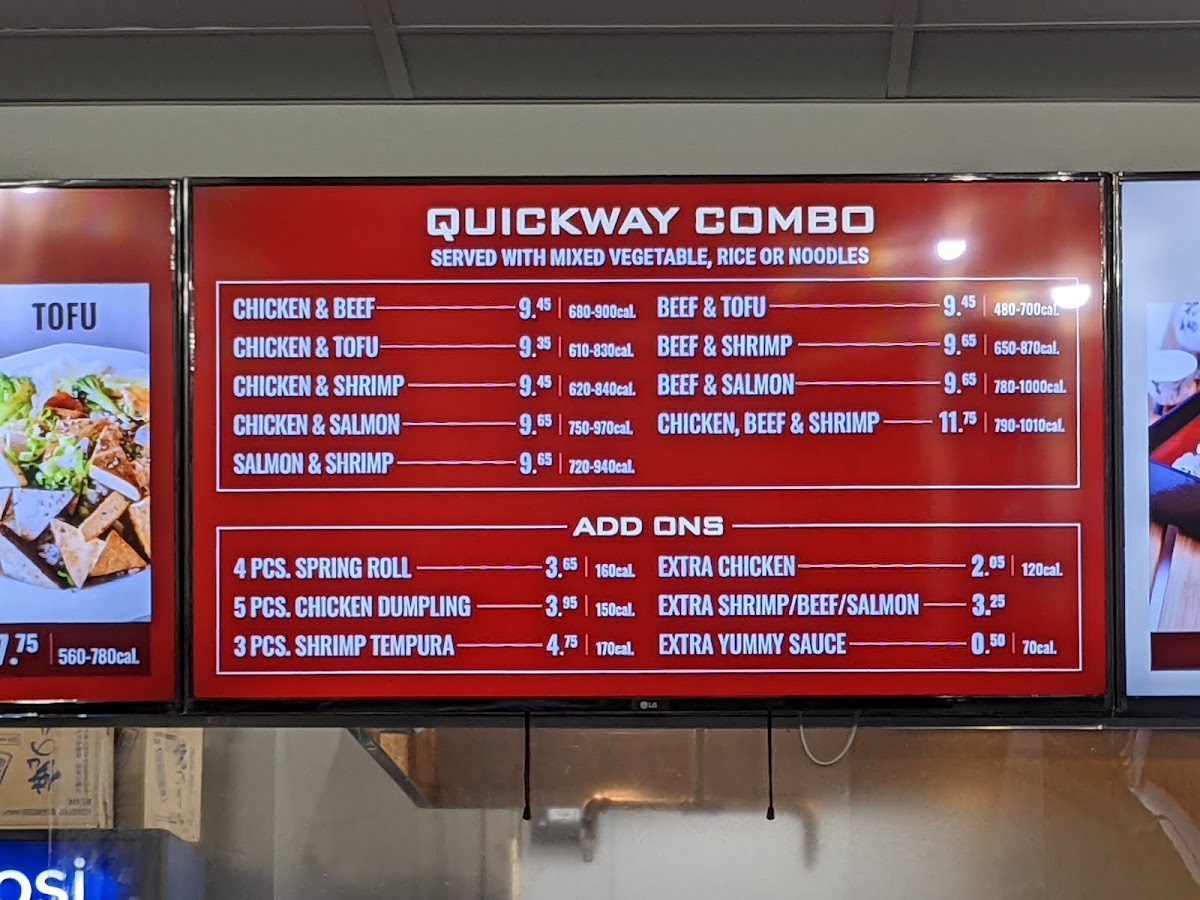 QUICKWAY COMBO
SERVED WITH MIXED VEGETABLE, RICE OR NOODLES
CHICKEN & BEEF 9.45 680-900cal.
CHICKEN & TOFU 9.35 610-830cal.
CHICKEN & SHRIMP 9.45 620-840cal.
CHICKEN & SALMON 9.65 750-970cal.
SALMON & SHRIMP 9.65 720-940cal.
BEEF & TOFU 9.45 480-700cal.
BEEF & SHRIMP 9.65 650-870cal.
BEEF & SALMON 9.65 780-1000cal.
CHICKEN, BEEF & SHRIMP 11.75 790-1010cal.
ADD ONS
4 PCS. SPRING ROLL 3.65 160cal.
5 PCS. CHICKEN DUMPLING 3.95 150cal.
3 PCS. SHRIMP TEMPURA 4.75 170cal.
EXTRA CHICKEN 2.05 120cal.
EXTRA SHRIMP/BEEF/SALMON 3.25
EXTRA YUMMY SAUCE 0.50 70cal.
TOFU
7.75 560-780cal.
LG
psi